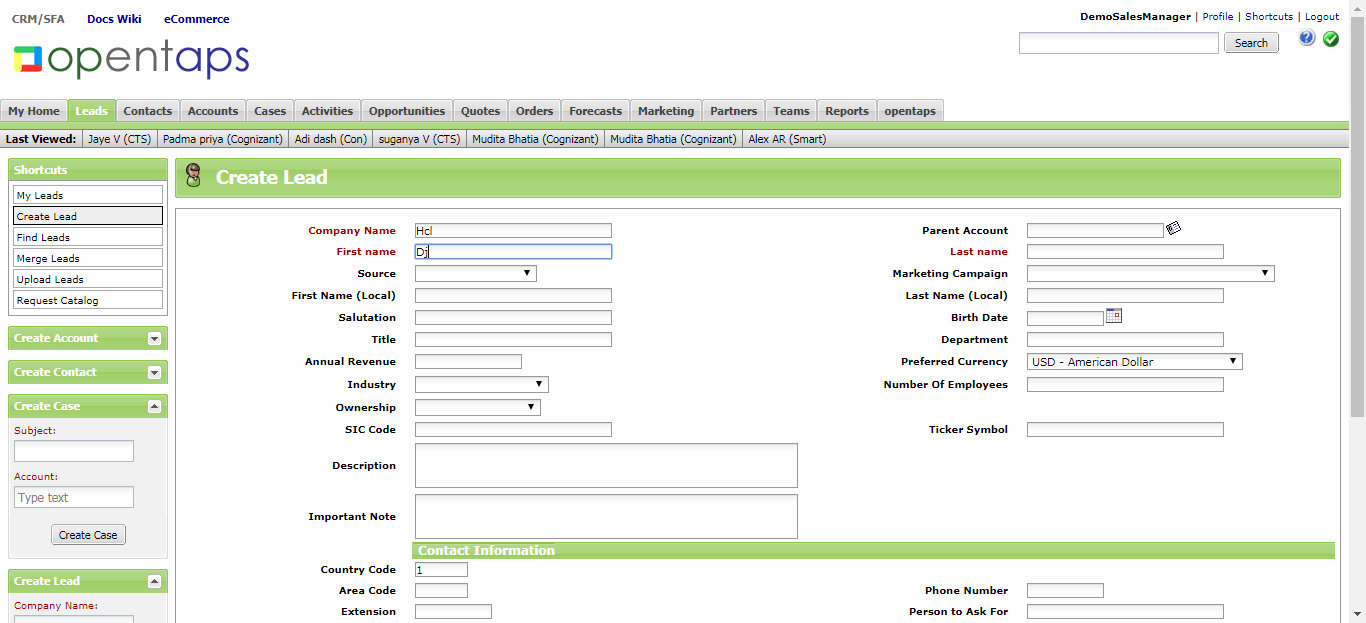 CRM/SFA Docs Wiki eCommerce
DemoSalesManager | Profile | Shortcuts | Logout
opentaps
Search
My Home Leads Contacts Accounts Cases Activities Opportunities Quotes Orders Forecasts Marketing Partners Teams Reports opentaps
Last Viewed: Jaye V (CTS) Padma priya (Cognizant) Adi dash (Con) suganya V (CTS) Mudita Bhatia (Cognizant) Mudita Bhatia (Cognizant) Alex AR (Smart)
Shortcuts
My Leads
Create Lead
Find Leads
Merge Leads
Upload Leads
Request Catalog
Create Account
Create Contact
Create Case
Subject:
Account:
Type text
Create Case
Create Lead
Company Name:
Create Lead
Company Name Hcl Parent Account
First name Dj Last name
Source Marketing Campaign
First Name (Local) Last Name (Local)
Salutation Birth Date
Title Department
Annual Revenue Preferred Currency USD - American Dollar
Industry Number Of Employees
Ownership
SIC Code Ticker Symbol
Description
Important Note
Contact Information
Country Code 1
Area Code Phone Number
Extension Person to Ask For